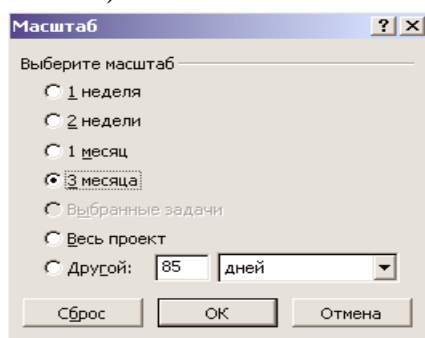 Масштаб
Выберите масштаб
1 неделя
2 недели
1 месяц
3 месяца
Выбранные задачи
Весь проект
Другой: 85 дней
Сброс ОК Отмена